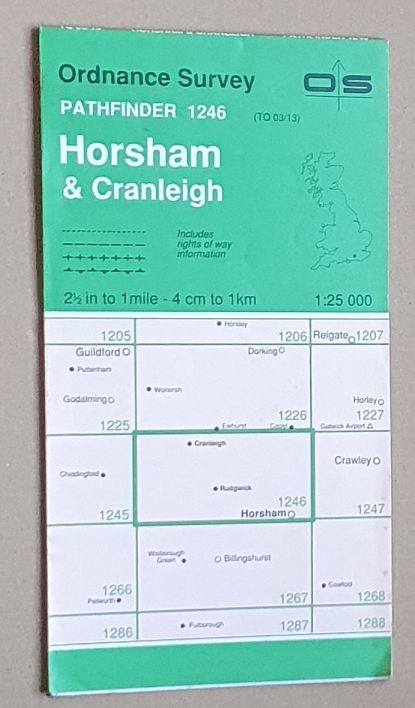 Ordnance Survey
OS
PATHFINDER 1246 (TQ 03/13)
Horsham
& Cranleigh
Includes
rights of way
information
2½ in to 1 mile - 4 cm to 1km 1:25 000
1205 Horsley 1206 Reigate 1207
Guildford Dorking
Puttenham
Wonersh
Godalming Horley
1225 1226 1227
Ewhurst Capel Gatwick Airport
Cranleigh
Chiddingfold Crawley
Rudgwick
1245 1246 1247
Horsham
Wisborough
Green Billingshurst
1266 Cowfold
Petworth 1267 1268
1286 Pulborough 1287 1288